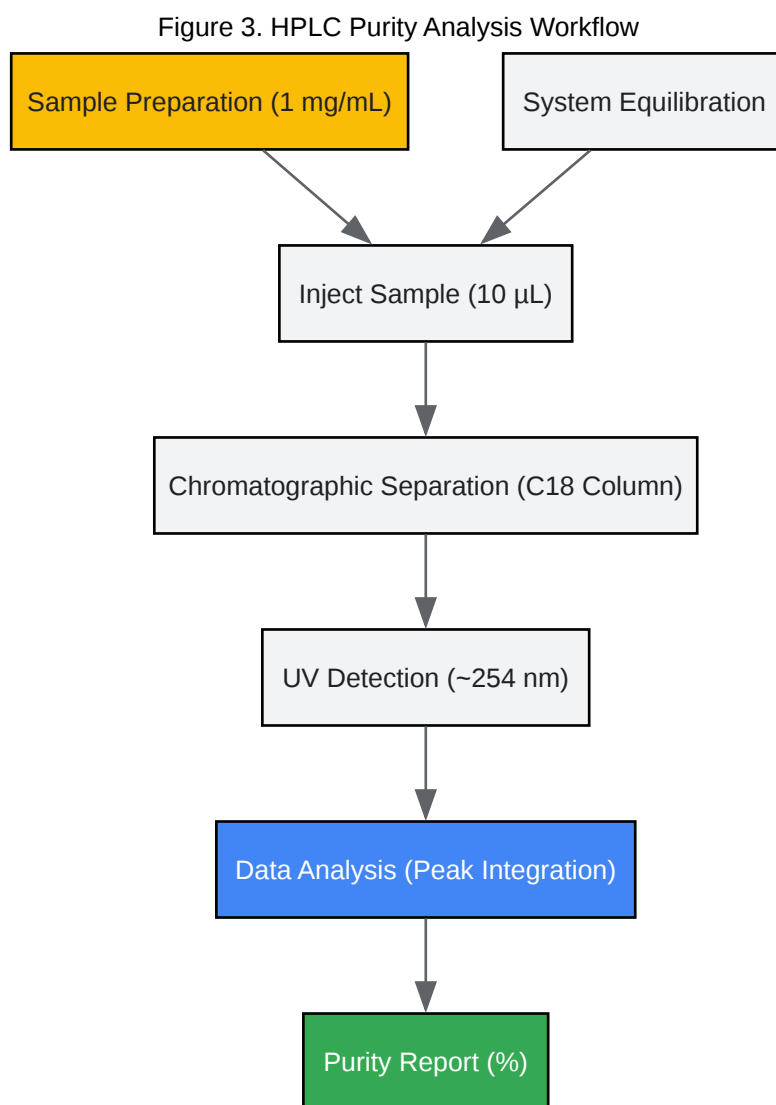 Figure 3. HPLC Purity Analysis Workflow
Sample Preparation (1 mg/mL)
System Equilibration
Inject Sample (10 µL)
Chromatographic Separation (C18 Column)
UV Detection (~254 nm)
Data Analysis (Peak Integration)
Purity Report (%)